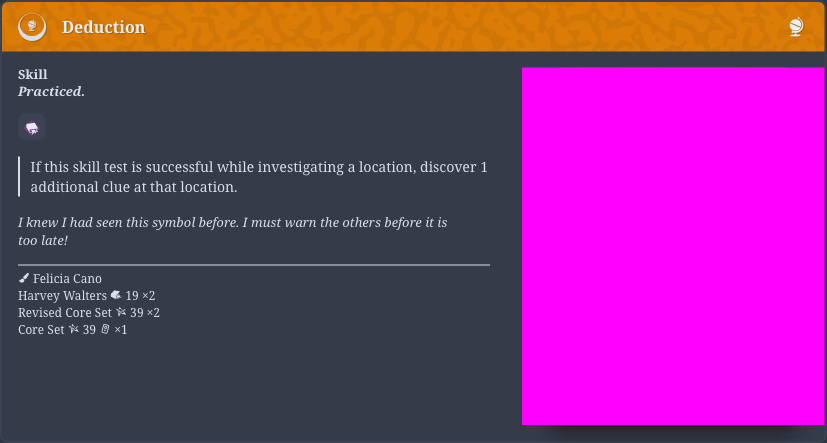 Deduction
Skill
Practiced.
If this skill test is successful while investigating a location, discover 1
additional clue at that location.
I knew I had seen this symbol before. I must warn the others before it is
too late!
Felicia Cano
Harvey Walters 19 ×2
Revised Core Set 39 ×2
Core Set 39 ×1